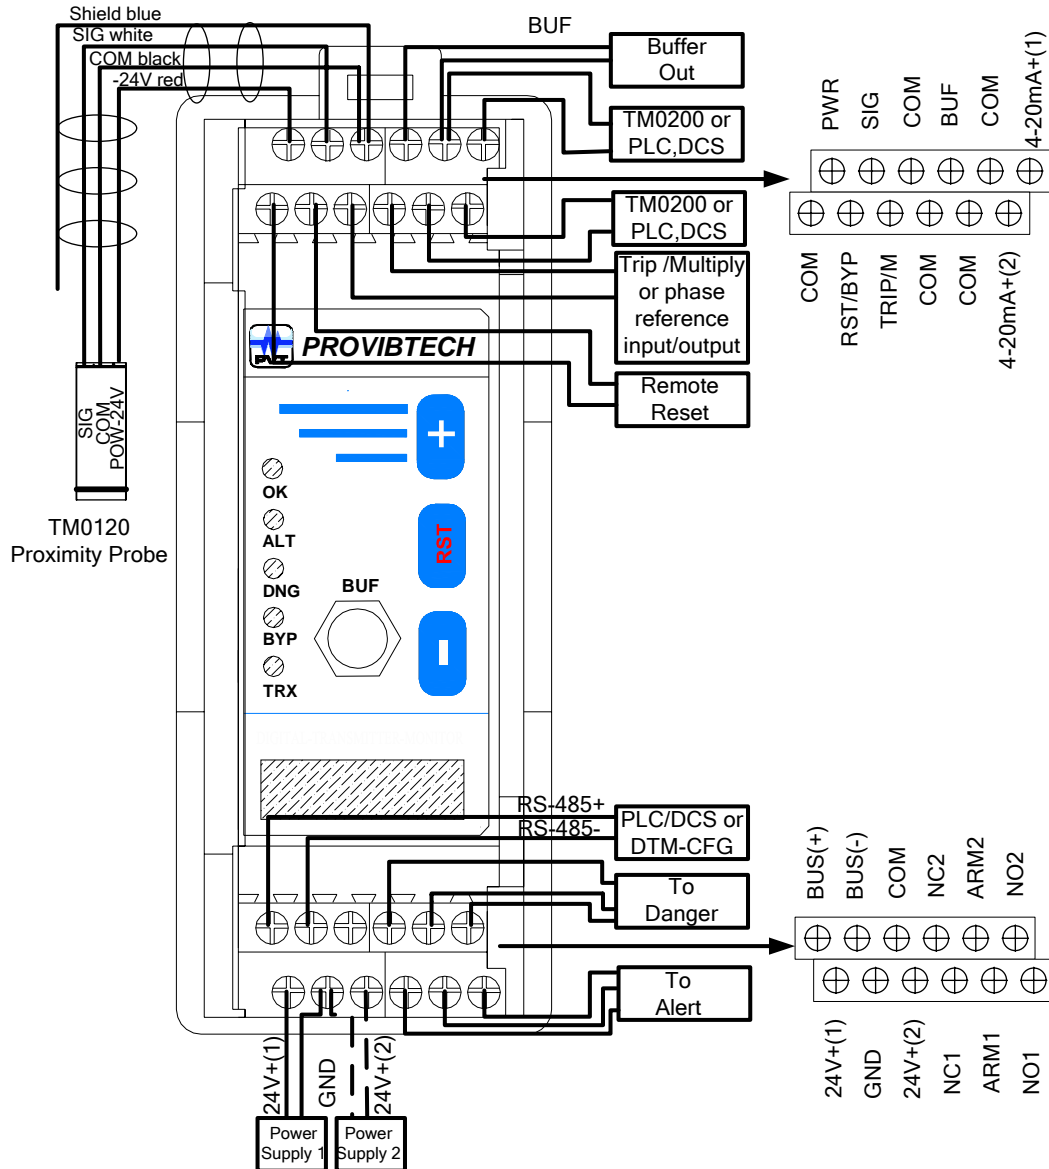 Shield blue
SIG white
COM black
-24V red
BUF
Buffer
Out
TM0200 or
PLC,DCS
TM0200 or
PLC,DCS
Trip /Multiply
or phase
reference
input/output
Remote
Reset
PWR
SIG
COM
BUF
COM
4-20mA+(1)
COM
RST/BYP
TRIP/M
COM
COM
4-20mA+(2)
PVT
PROVIBTECH
SIG
COM
POW-24V
TM0120
Proximity Probe
+
OK
ALT
DNG
BYP
TRX
BUF
RST
-
RS-485+
RS-485-
PLC/DCS or
DTM-CFG
To
Danger
To
Alert
BUS(+)
BUS(-)
COM
NC2
ARM2
NO2
24V+(1)
GND
24V+(2)
NC1
ARM1
NO1
24V+(1)
GND
24V+(2)
Power
Supply 1
Power
Supply 2